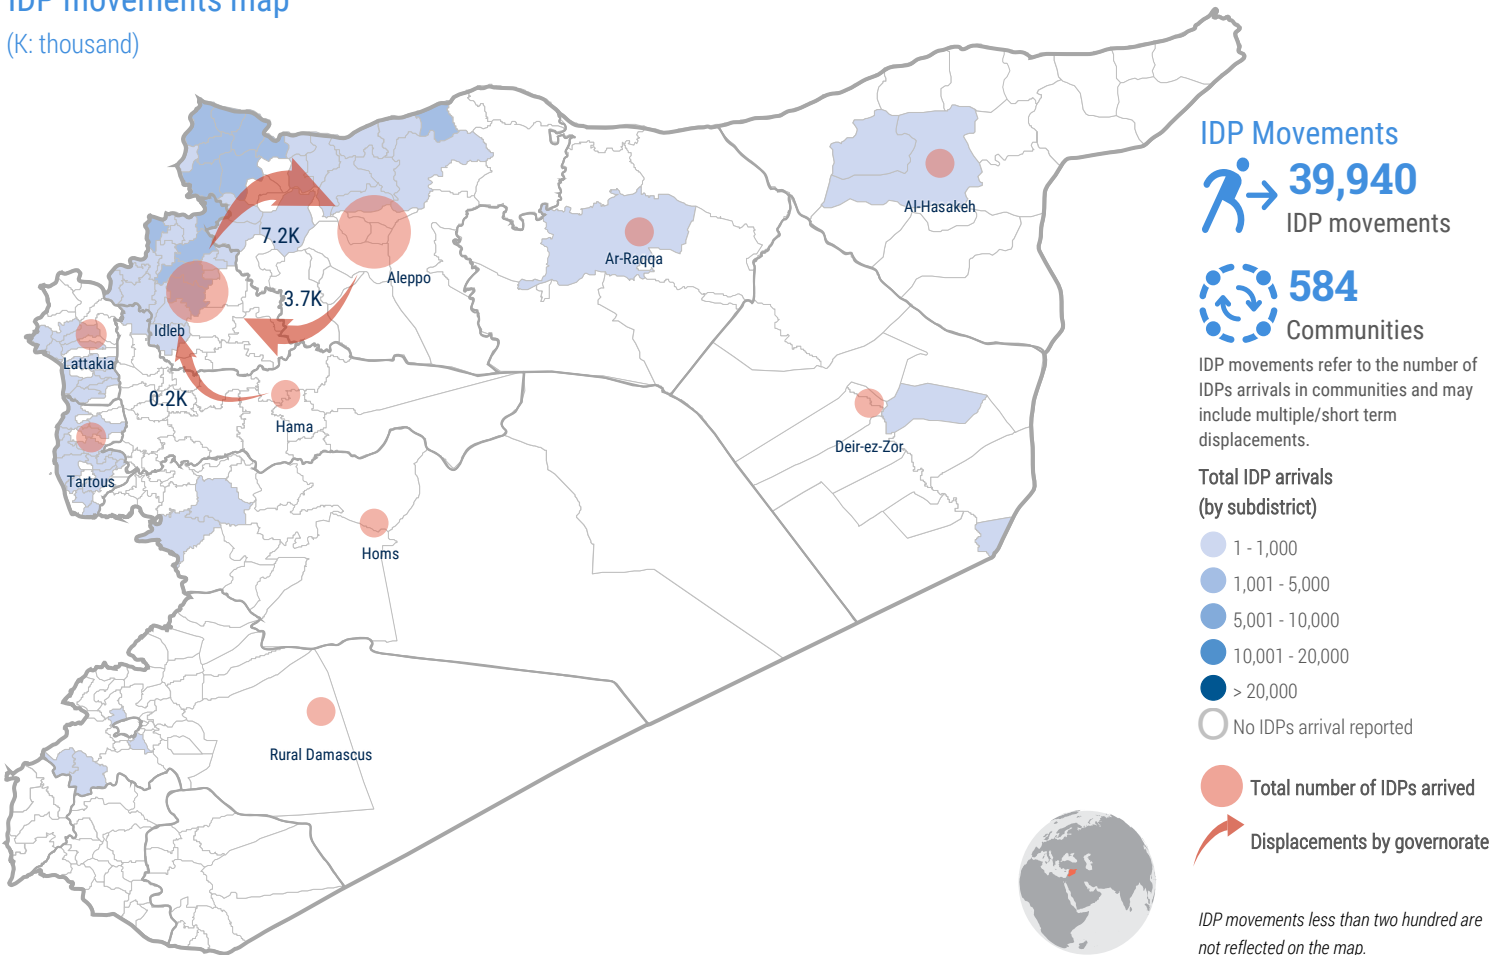 IDP movements map
(K: thousand)
7.2K
Aleppo
3.7K
Idleb
Lattakia
0.2K
Hama
Tartous
Homs
Rural Damascus
Ar-Raqqa
Al-Hasakeh
Deir-ez-Zor
IDP Movements
39,940
IDP movements
584
Communities
IDP movements refer to the number of
IDPs arrivals in communities and may
include multiple/short term
displacements.
Total IDP arrivals
(by subdistrict)
1 - 1,000
1,001 - 5,000
5,001 - 10,000
10,001 - 20,000
> 20,000
No IDPs arrival reported
Total number of IDPs arrived
Displacements by governorate
IDP movements less than two hundred are
not reflected on the map.